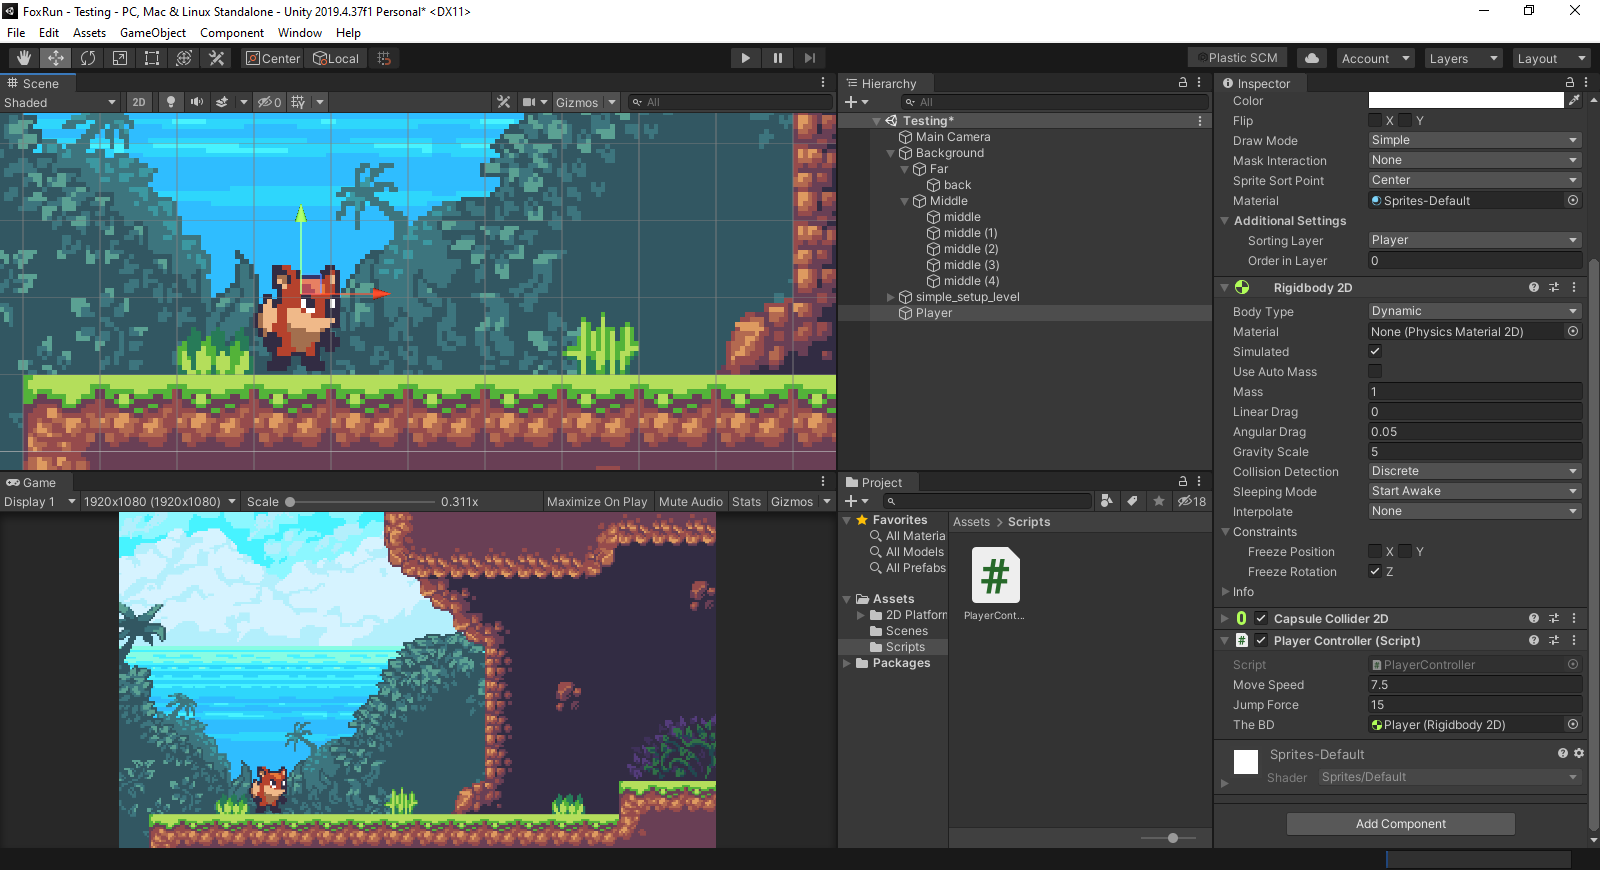 FoxRun - Testing - PC, Mac & Linux Standalone - Unity 2019.4.37f1 Personal* <DX11>
File Edit Assets GameObject Component Window Help
Center Local Plastic SCM Account Layers Layout
Scene
Shaded 2D 0 Gizmos All
Game
Display 1 1920x1080 (1920x1080) Scale 0.311x Maximize On Play Mute Audio Stats Gizmos
Hierarchy
All
Testing*
Main Camera
Background
Far
back
Middle
middle
middle (1)
middle (2)
middle (3)
middle (4)
simple_setup_level
Player
Project
18
Favorites
All Materia
All Models
All Prefabs
Assets
2D Platforn
Scenes
Scripts
Packages
Assets > Scripts
#
PlayerCont...
Inspector
Color
Flip X Y
Draw Mode Simple
Mask Interaction None
Sprite Sort Point Center
Material Sprites-Default
Additional Settings
Sorting Layer Player
Order in Layer 0
Rigidbody 2D
Body Type Dynamic
Material None (Physics Material 2D)
Simulated
Use Auto Mass
Mass 1
Linear Drag 0
Angular Drag 0.05
Gravity Scale 5
Collision Detection Discrete
Sleeping Mode Start Awake
Interpolate None
Constraints
Freeze Position X Y
Freeze Rotation Z
Info
Capsule Collider 2D
# Player Controller (Script)
Script PlayerController
Move Speed 7.5
Jump Force 15
The BD Player (Rigidbody 2D)
Sprites-Default
Shader Sprites/Default
Add Component